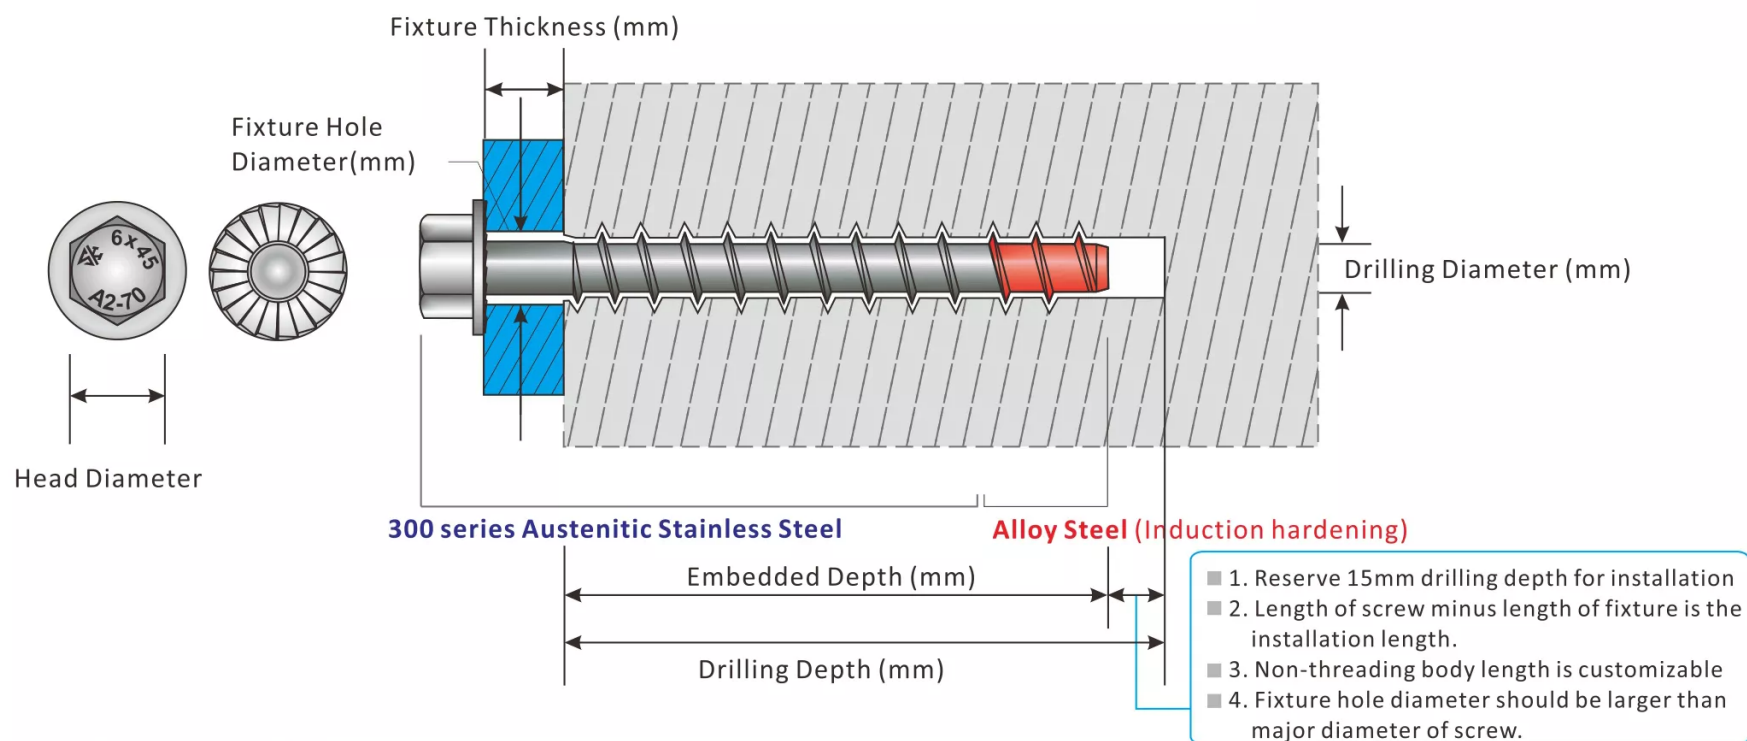 Fixture Thickness (mm)
Fixture Hole
Diameter(mm)
6x45
A2-70
Drilling Diameter (mm)
Head Diameter
300 series Austenitic Stainless Steel
Alloy Steel (Induction hardening)
Embedded Depth (mm)
Drilling Depth (mm)
1. Reserve 15mm drilling depth for installation
2. Length of screw minus length of fixture is the
installation length.
3. Non-threading body length is customizable
4. Fixture hole diameter should be larger than
major diameter of screw.